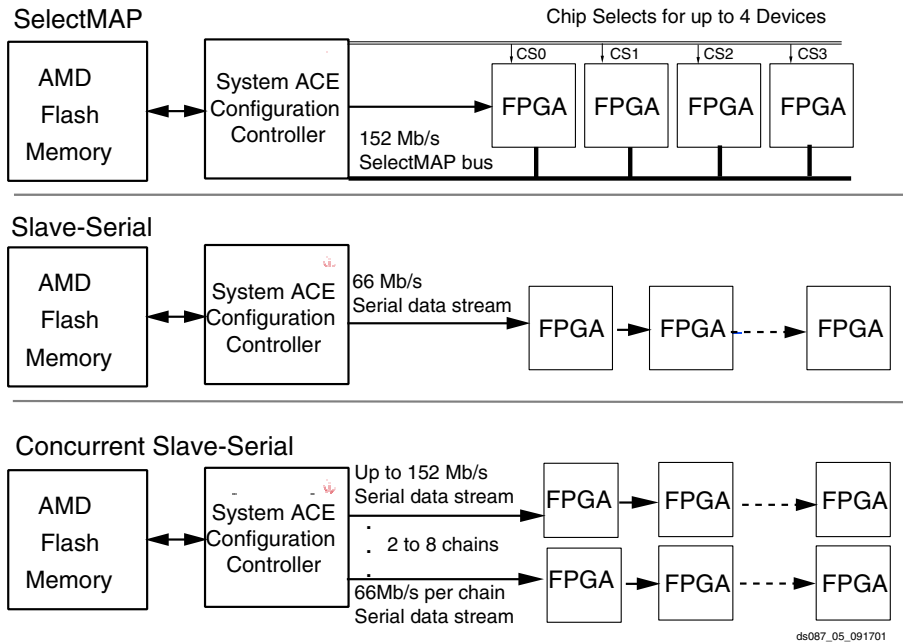 SelectMAP
Chip Selects for up to 4 Devices
AMD
Flash
Memory
System ACE
Configuration
Controller
CS0
CS1
CS2
CS3
FPGA
FPGA
FPGA
FPGA
152 Mb/s
SelectMAP bus
Slave-Serial
AMD
Flash
Memory
System ACE
Configuration
Controller
66 Mb/s
Serial data stream
FPGA
FPGA
FPGA
Concurrent Slave-Serial
AMD
Flash
Memory
System ACE
Configuration
Controller
Up to 152 Mb/s
Serial data stream
2 to 8 chains
66Mb/s per chain
Serial data stream
FPGA
FPGA
FPGA
FPGA
FPGA
FPGA
ds087_05_091701